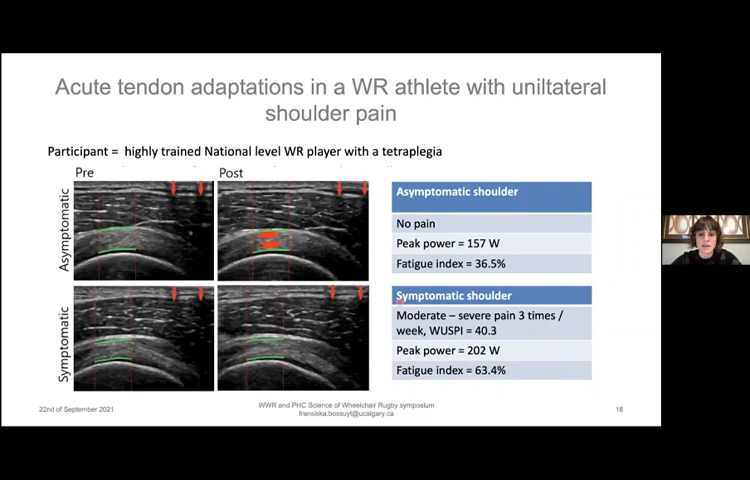 Acute tendon adaptations in a WR athlete with uniltateral
shoulder pain
Participant = highly trained National level WR player with a tetraplegia
Pre
Post
Asymptomatic
Symptomatic
Asymptomatic shoulder
No pain
Peak power = 157 W
Fatigue index = 36.5%
Symptomatic shoulder
Moderate – severe pain 3 times /
week, WUSPI = 40.3
Peak power = 202 W
Fatigue index = 63.4%
22nd of September 2021
WWR and PHC Science of Wheelchair Rugby symposium
fransiska.bossuyt@ucalgary.ca
18